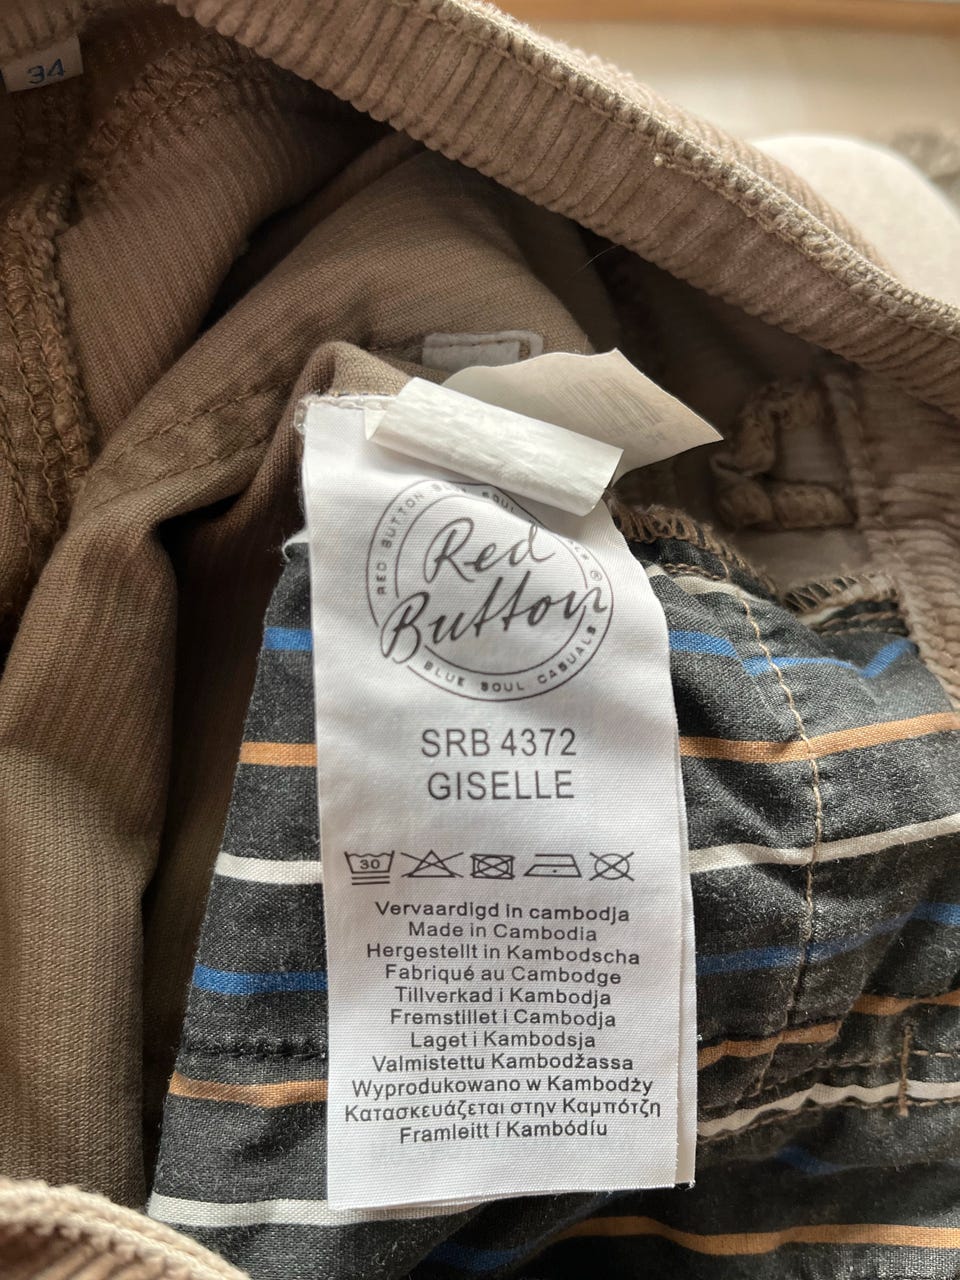 34
RED BUTTON BLUE SOUL CASUALS ®
Red
Button
SRB 4372
GISELLE
30
Vervaardigd in cambodja
Made in Cambodia
Hergestellt in Kambodscha
Fabriqué au Cambodge
Tillverkad i Kambodja
Fremstillet i Cambodja
Laget i Kambodsja
Valmistettu Kambodžassa
Wyprodukowano w Kambodży
Κατασκευάζεται στην Καμπότζη
Framleitt í Kambódíu